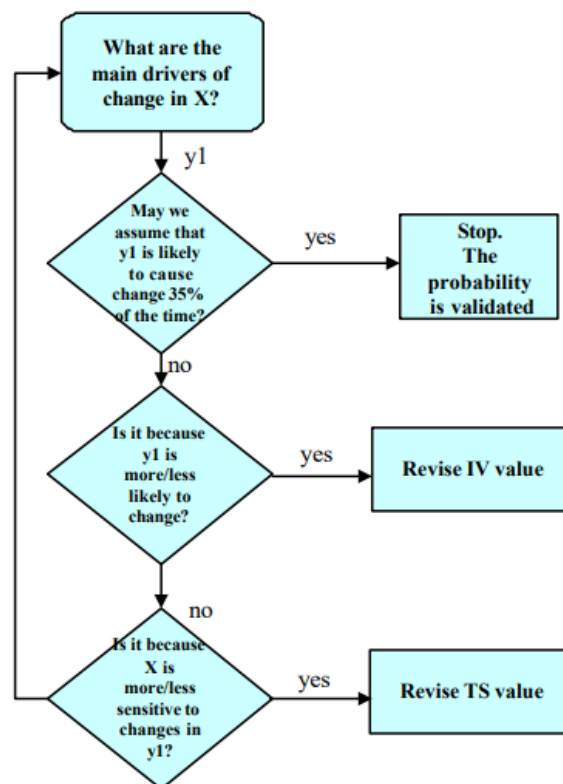 What are the
main drivers of
change in X?
y1
May we
assume that
y1 is likely
to cause
change 35%
of the time?
yes
Stop.
The
probability
is validated
no
Is it because
y1 is
more/less
likely to
change?
yes
Revise IV value
no
Is it because
X is
more/less
sensitive to
changes in
y1?
yes
Revise TS value